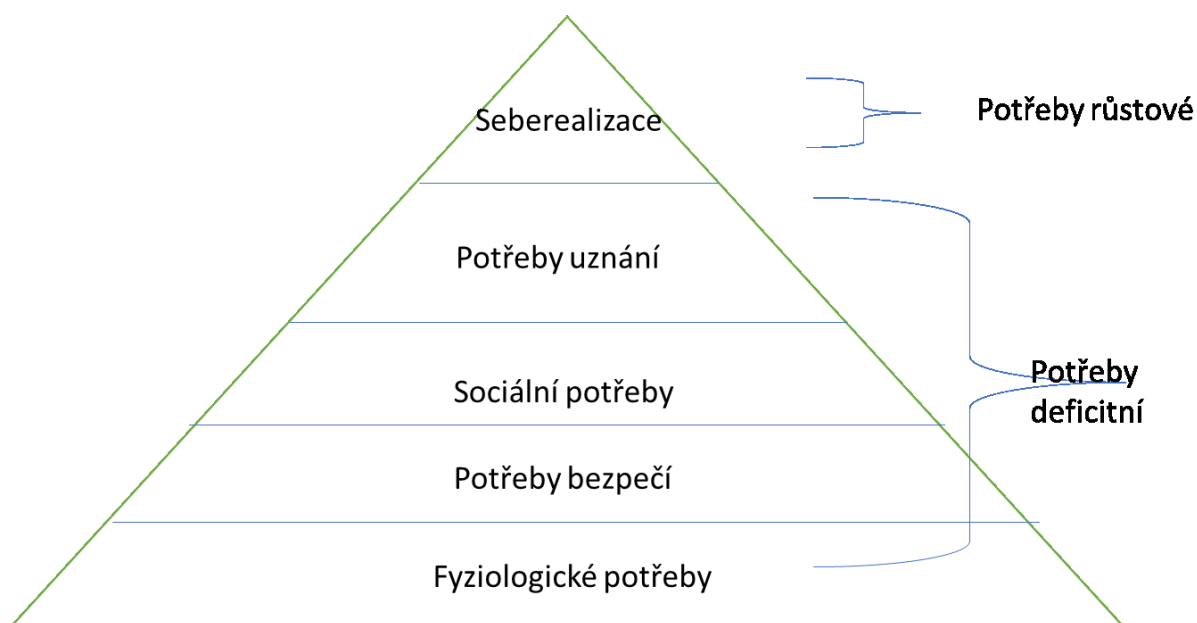 Seberealizace
Potřeby růstové
Potřeby uznání
Potřeby
deficitní
Sociální potřeby
Potřeby bezpečí
Fyziologické potřeby